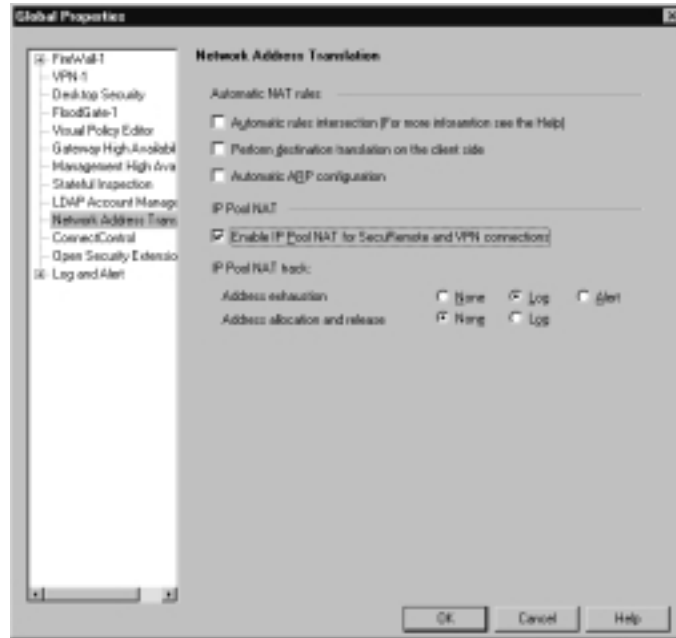 Global Properties
FireWall-1
VPN-1
Desktop Security
FloodGate-1
Visual Policy Editor
Gateway High Availabil
Management High Ava
Stateful Inspection
LDAP Account Manage
Network Address Trans
ConnectControl
Open Security Extensio
Log and Alert
Network Address Translation
Automatic NAT rules
Automatic rules intersection (For more information see the Help)
Perform destination translation on the client side
Automatic ARP configuration
IP Pool NAT
Enable IP Pool NAT for SecuRemote and VPN connections
IP Pool NAT track:
Address exhaustion None Log Alert
Address allocation and release None Log
OK Cancel Help